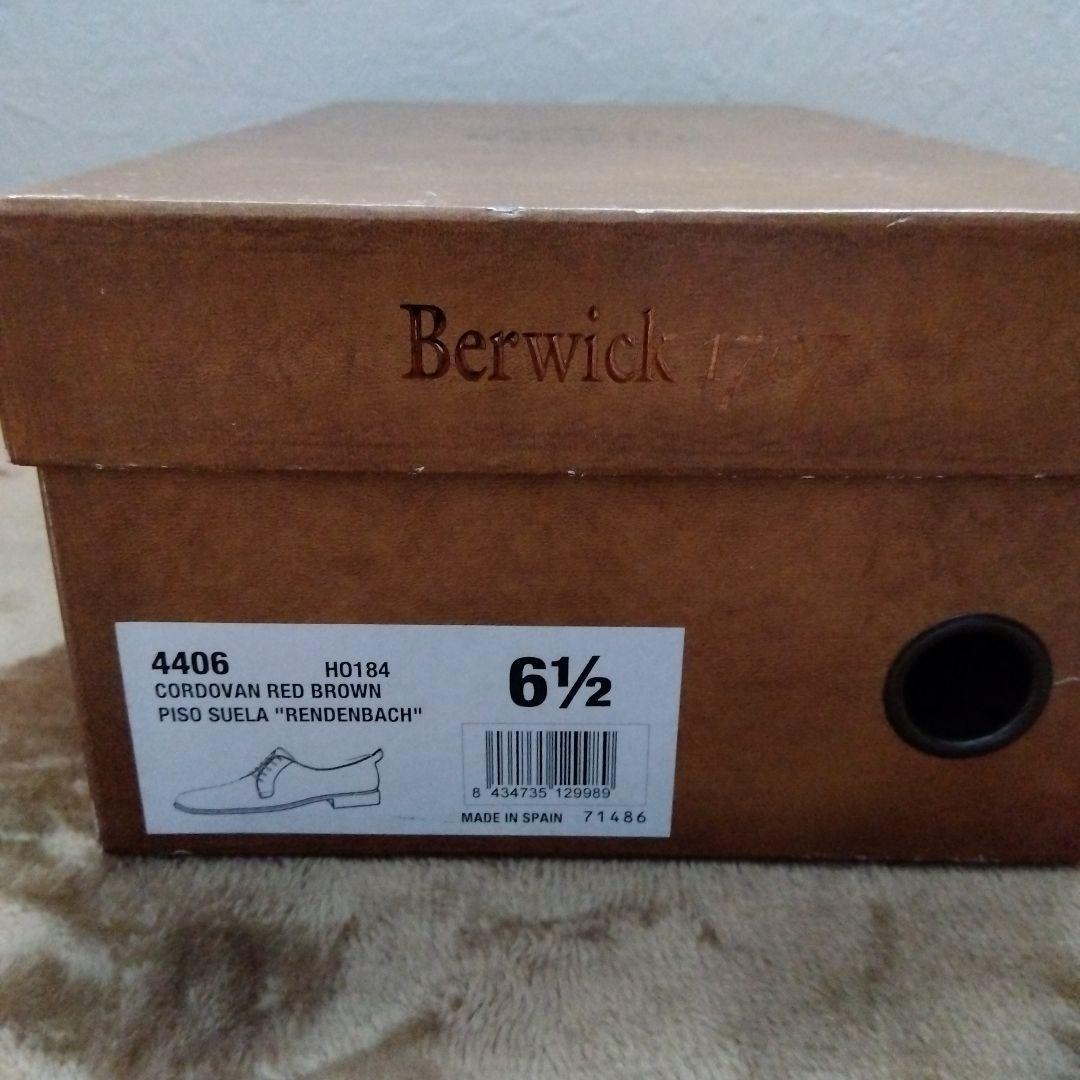 Berwick 1707
4406 H0184 6½
CORDOVAN RED BROWN
PISO SUELA "RENDENBACH"
8 434735 129989
MADE IN SPAIN 71486